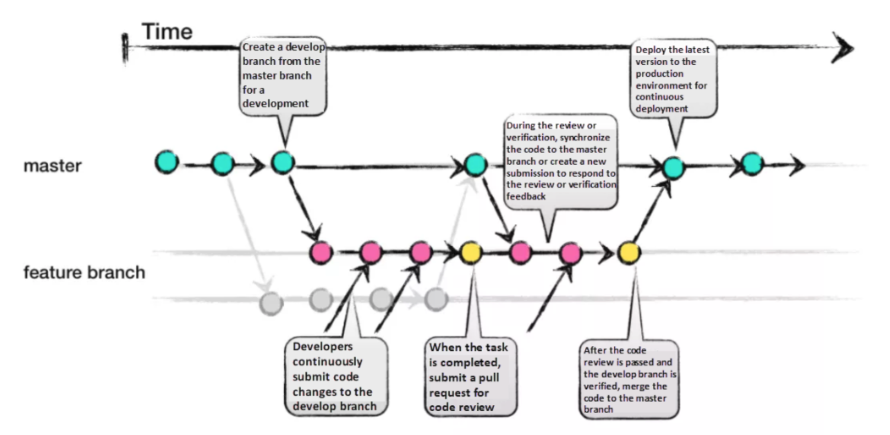 Time
Create a develop
branch from the
master branch
for a
development
Deploy the latest
version to the
production
environment for
continuous
deployment
During the review or
verification, synchronize
the code to the master
branch or create a new
submission to respond to
the review or verification
feedback
master
feature branch
Developers
continuously
submit code
changes to the
develop branch
When the task
is completed,
submit a pull
request for
code review
After the code
review is passed and
the develop branch is
verified, merge the
code to the master
branch